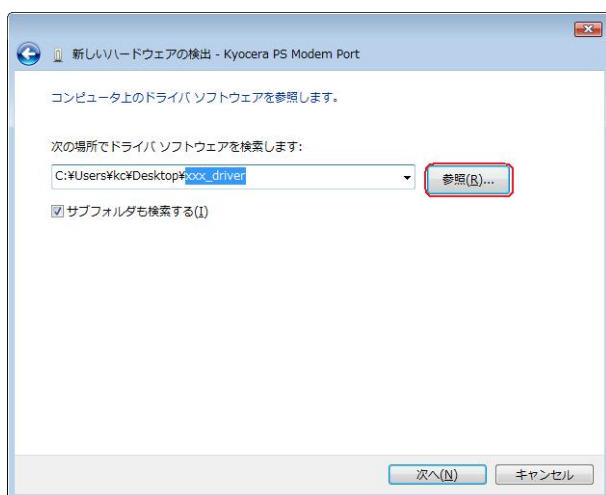 新しいハードウェアの検出 - Kyocera PS Modem Port
コンピュータ上のドライバ ソフトウェアを参照します。
次の場所でドライバ ソフトウェアを検索します:
C:¥Users¥kc¥Desktop¥xxx_driver
参照(R)...
サブフォルダも検索する(I)
次へ(N)
キャンセル